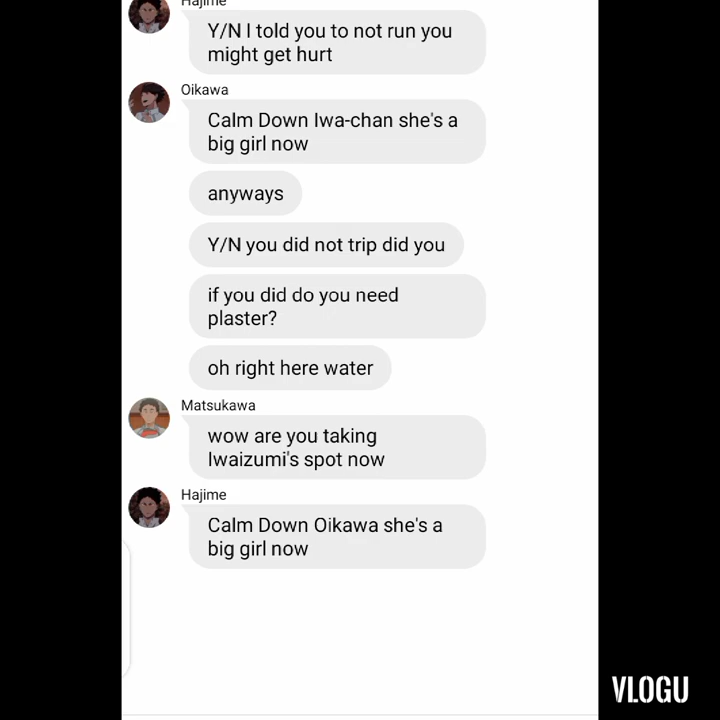 Hajime
Y/N I told you to not run you
might get hurt
Oikawa
Calm Down Iwa-chan she's a
big girl now
anyways
Y/N you did not trip did you
if you did do you need
plaster?
oh right here water
Matsukawa
wow are you taking
Iwaizumi's spot now
Hajime
Calm Down Oikawa she's a
big girl now
VLOGU